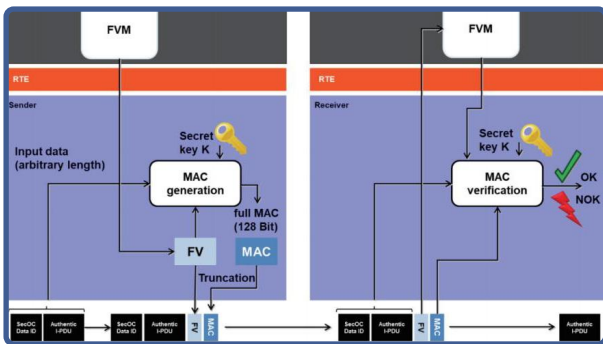 FVM
RTE
Sender
Input data
(arbitrary length)
Secret
key K
MAC
generation
full MAC
(128 Bit)
FV
MAC
Truncation
SecOC
Data ID
Authentic
I-PDU
SecOC
Data ID
Authentic
I-PDU
FV
MAC
FVM
RTE
Receiver
Secret
key K
MAC
verification
OK
NOK
SecOC
Data ID
Authentic
I-PDU
FV
MAC
Authentic
I-PDU